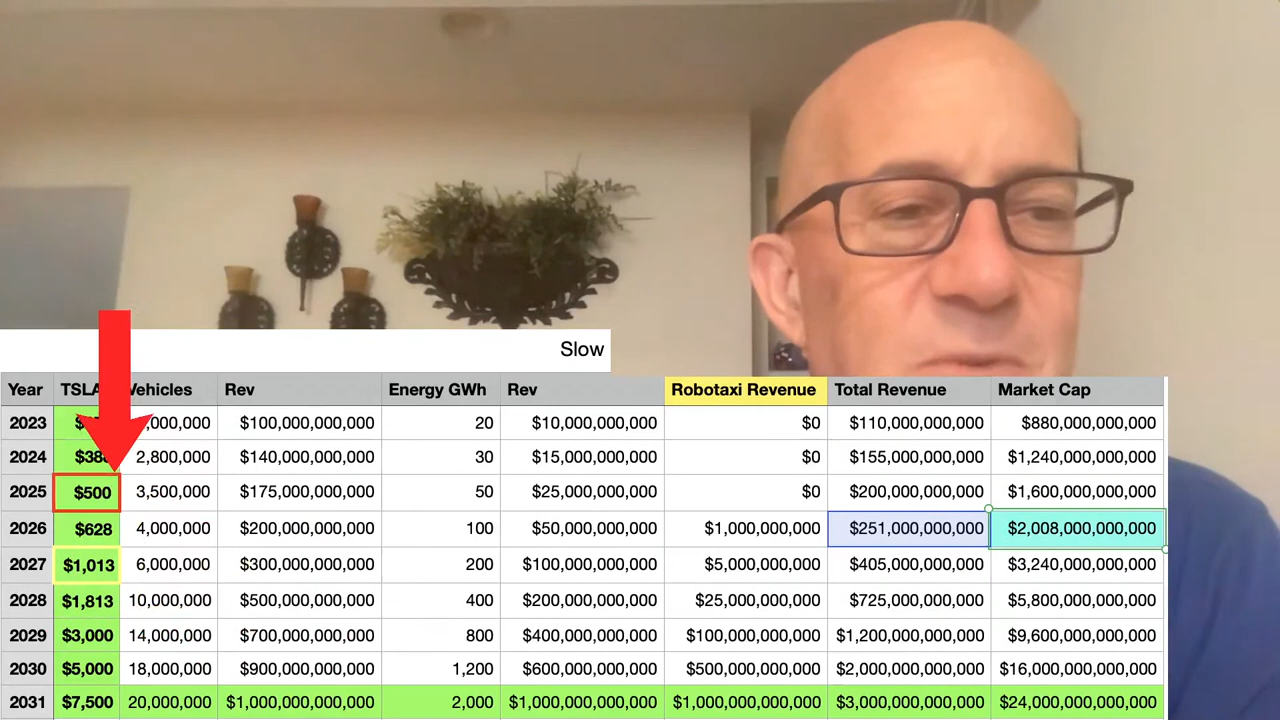 Slow
Year TSLA Vehicles Rev Energy GWh Rev Robotaxi Revenue Total Revenue Market Cap
2023 ,000,000 $100,000,000,000 20 $10,000,000,000 $0 $110,000,000,000 $880,000,000,000
2024 2,800,000 $140,000,000,000 30 $15,000,000,000 $0 $155,000,000,000 $1,240,000,000,000
2025 $500 3,500,000 $175,000,000,000 50 $25,000,000,000 $0 $200,000,000,000 $1,600,000,000,000
2026 $628 4,000,000 $200,000,000,000 100 $50,000,000,000 $1,000,000,000 $251,000,000,000 $2,008,000,000,000
2027 $1,013 6,000,000 $300,000,000,000 200 $100,000,000,000 $5,000,000,000 $405,000,000,000 $3,240,000,000,000
2028 $1,813 10,000,000 $500,000,000,000 400 $200,000,000,000 $25,000,000,000 $725,000,000,000 $5,800,000,000,000
2029 $3,000 14,000,000 $700,000,000,000 800 $400,000,000,000 $100,000,000,000 $1,200,000,000,000 $9,600,000,000,000
2030 $5,000 18,000,000 $900,000,000,000 1,200 $600,000,000,000 $500,000,000,000 $2,000,000,000,000 $16,000,000,000,000
2031 $7,500 20,000,000 $1,000,000,000,000 2,000 $1,000,000,000,000 $1,000,000,000,000 $3,000,000,000,000 $24,000,000,000,000